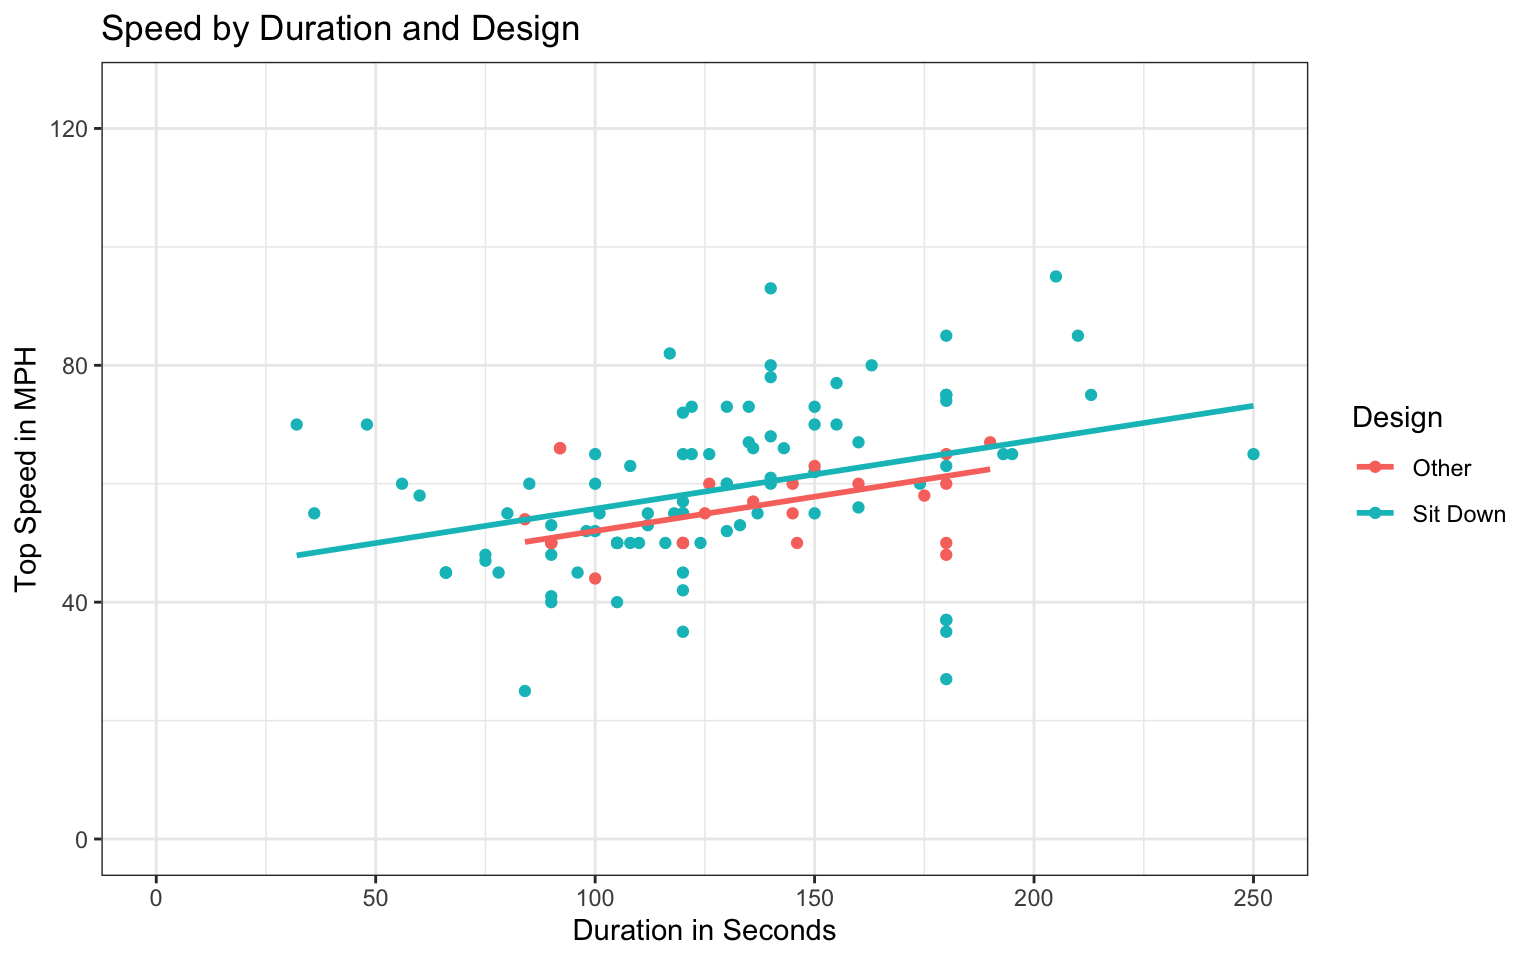 Speed by Duration and Design
Top Speed in MPH
120
80
40
0
0 50 100 150 200 250
Duration in Seconds
Design
Other
Sit Down